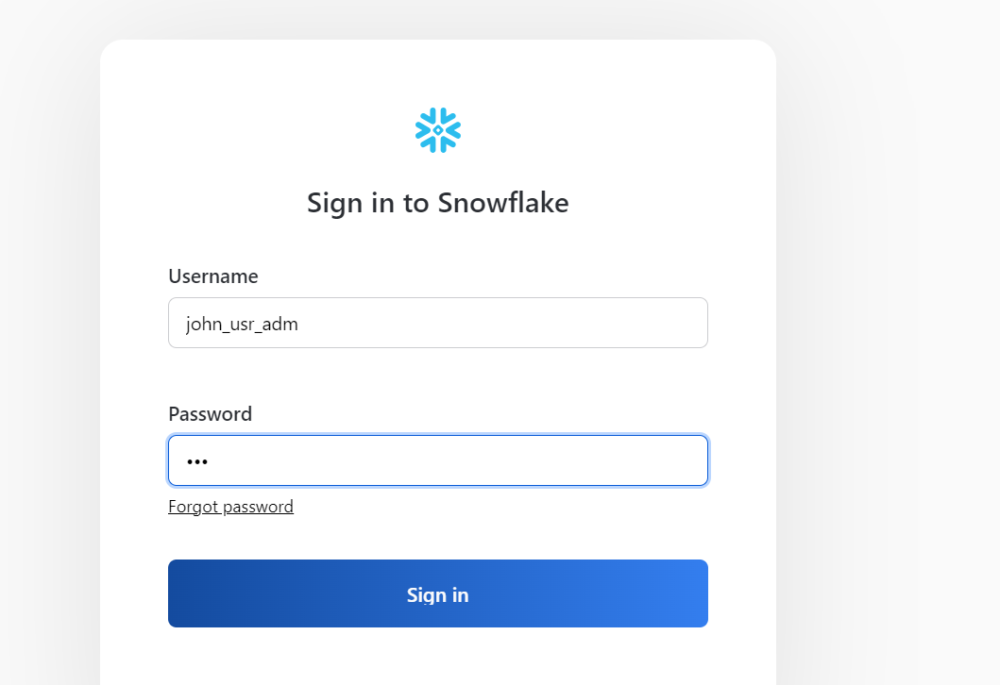 Sign in to Snowflake
Username
john_usr_adm
Password
•••
Forgot password
Sign in